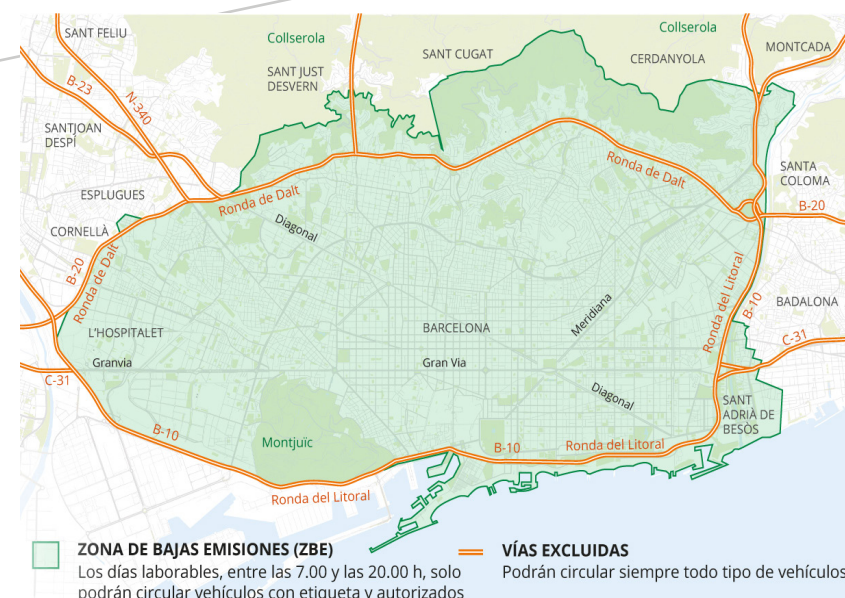 SANT FELIU
Collserola
Collserola
SANT CUGAT
CERDANYOLA
MONTCADA
SANT JUST
DESVERN
B-23
N-340
SANTJOAN
DESPÍ
ESPLUGUES
CORNELLÀ
Ronda de Dalt
Ronda de Dalt
SANTA
COLOMA
B-20
Diagonal
B-20
Ronda de Dalt
Ronda del Litoral
B-10
BADALONA
L'HOSPITALET
BARCELONA
Meridiana
C-31
Granvia
Gran Via
C-31
Diagonal
SANT
ADRIÀ DE
BESÒS
B-10
Montjuïc
B-10
Ronda del Litoral
Ronda del Litoral
ZONA DE BAJAS EMISIONES (ZBE)
Los días laborables, entre las 7.00 y las 20.00 h, solo
podrán circular vehículos con etiqueta y autorizados
VÍAS EXCLUIDAS
Podrán circular siempre todo tipo de vehículos